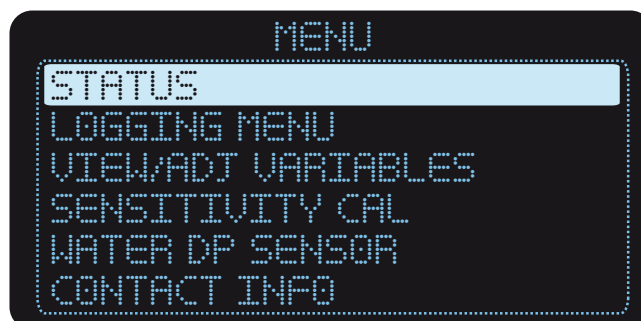 MENU
STATUS
LOGGING MENU
VIEW/ADJ VARIABLES
SENSITIVITY CAL
WATER DP SENSOR
CONTACT INFO